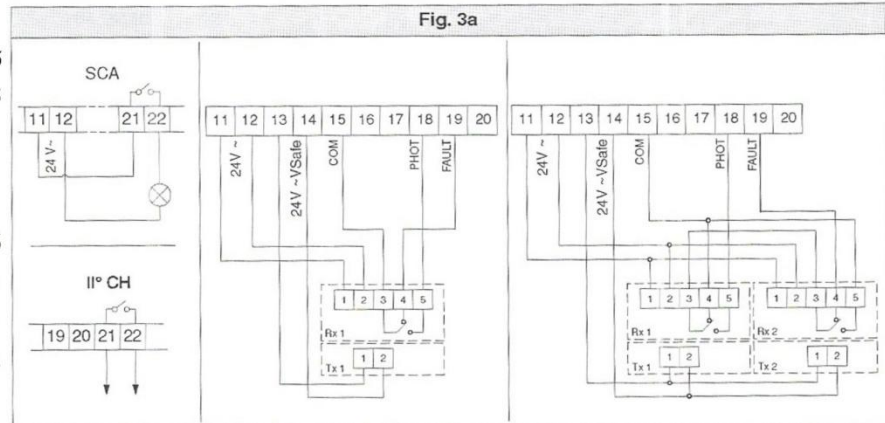 Fig. 3a
SCA
11 12 21 22
24 V~
II° CH
19 20 21 22
11 12 13 14 15 16 17 18 19 20
24V ~
24 V ~ VSafe
COM
PHOT
FAULT
1 2 3 4 5
Rx 1
1 2
Tx 1
11 12 13 14 15 16 17 18 19 20
24V ~
24 V ~ VSafe
COM
PHOT
FAULT
1 2 3 4 5
Rx 1
1 2 3 4 5
Rx 2
1 2
Tx 1
1 2
Tx 2